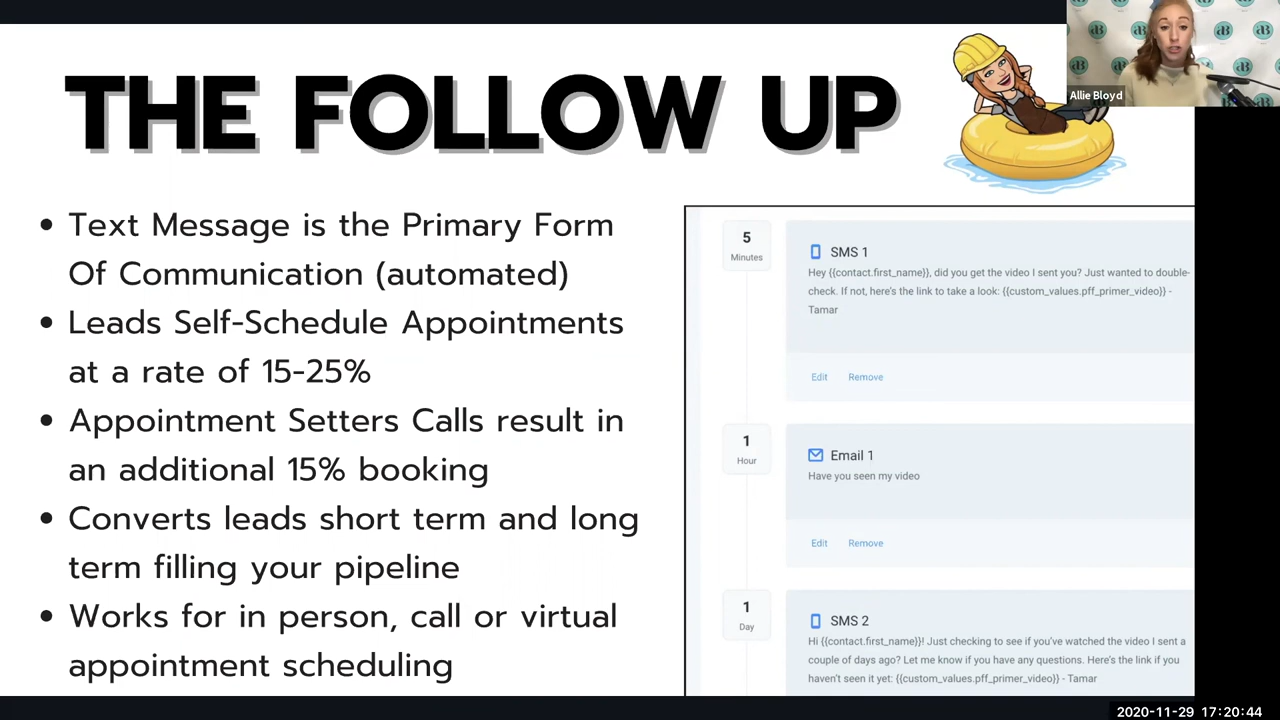 THE FOLLOW UP
Allie Bloyd
• Text Message is the Primary Form
Of Communication (automated)
• Leads Self-Schedule Appointments
at a rate of 15-25%
• Appointment Setters Calls result in
an additional 15% booking
• Converts leads short term and long
term filling your pipeline
• Works for in person, call or virtual
appointment scheduling
5
Minutes
SMS 1
Hey {{contact.first_name}}, did you get the video I sent you? Just wanted to double-
check. If not, here's the link to take a look: {{custom_values.pff_primer_video}} -
Tamar
Edit Remove
1
Hour
Email 1
Have you seen my video
Edit Remove
1
Day
SMS 2
Hi {{contact.first_name}}! Just checking to see if you've watched the video I sent a
couple of days ago? Let me know if you have any questions. Here's the link if you
haven't seen it yet: {{custom_values.pff_primer_video}} - Tamar
2020-11-29 17:20:44